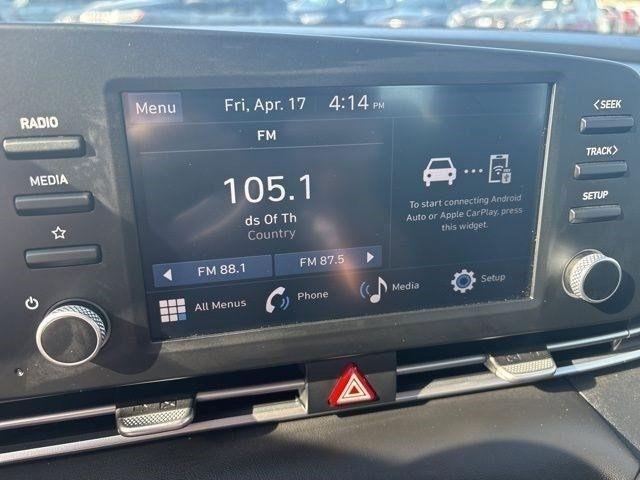 Menu Fri, Apr. 17 4:14 PM
FM
105.1
ds Of Th
Country
FM 88.1 FM 87.5
To start connecting Android
Auto or Apple CarPlay, press
this widget.
All Menus Phone Media Setup
RADIO
MEDIA
<SEEK
TRACK>
SETUP